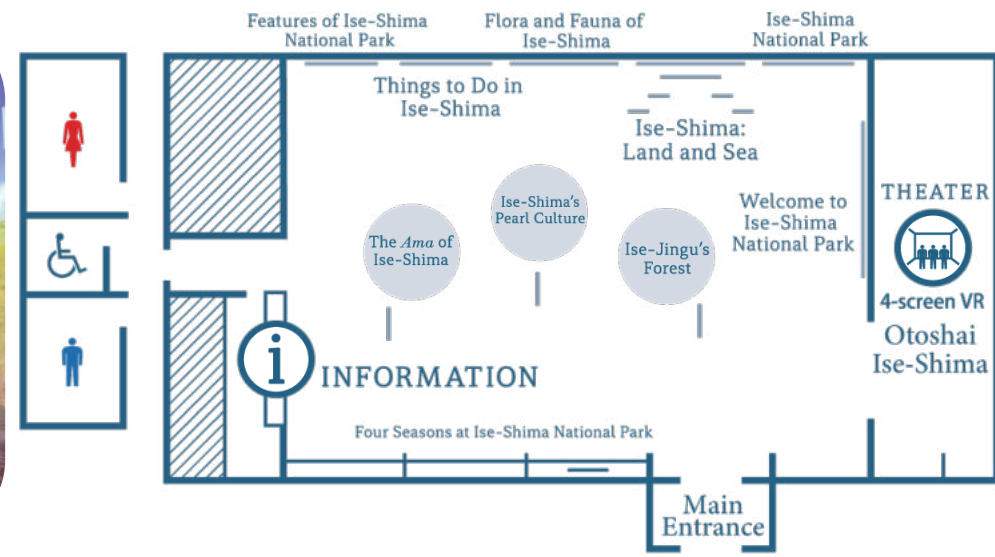 Features of Ise-Shima
National Park
Flora and Fauna of
Ise-Shima
Ise-Shima
National Park
Things to Do in
Ise-Shima
Ise-Shima:
Land and Sea
Ise-Shima's
Pearl Culture
The Ama of
Ise-Shima
Ise-Jingu's
Forest
Welcome to
Ise-Shima
National Park
THEATER
4-screen VR
Otoshai
Ise-Shima
i
INFORMATION
Four Seasons at Ise-Shima National Park
Main
Entrance